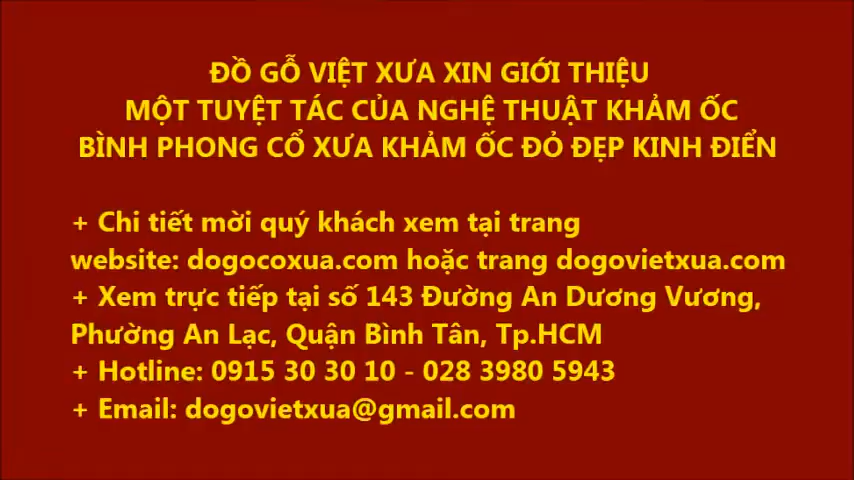 ĐỒ GỖ VIỆT XƯA XIN GIỚI THIỆU
MỘT TUYỆT TÁC CỦA NGHỆ THUẬT KHẢM ỐC
BÌNH PHONG CỔ XƯA KHẢM ỐC ĐỎ ĐẸP KINH ĐIỂN
+ Chi tiết mời quý khách xem tại trang
website: dogocoxua.com hoặc trang dogovietxua.com
+ Xem trực tiếp tại số 143 Đường An Dương Vương,
Phường An Lạc, Quận Bình Tân, Tp.HCM
+ Hotline: 0915 30 30 10 - 028 3980 5943
+ Email: dogovietxua@gmail.com